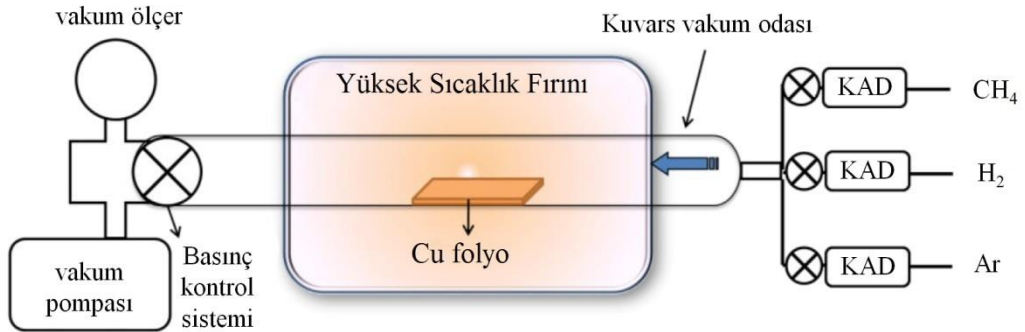 vakum ölçer
Kuvars vakum odası
Yüksek Sıcaklık Fırını
KAD
CH₄
KAD
H₂
Cu folyo
KAD
Ar
Basınç
kontrol
sistemi
vakum
pompası